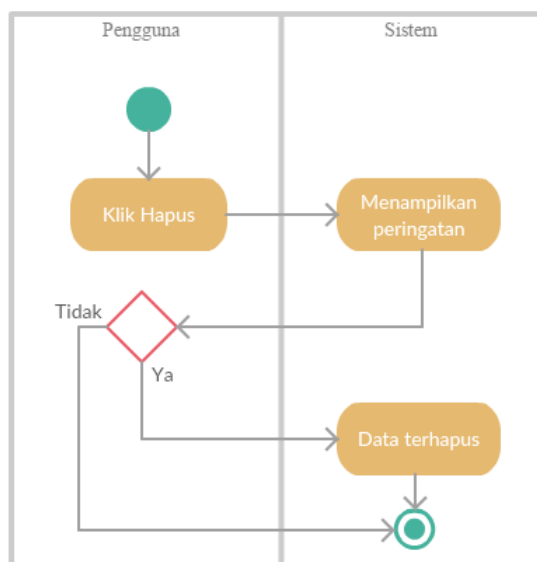 Pengguna
Sistem
Klik Hapus
Menampilkan
peringatan
Tidak
Ya
Data terhapus